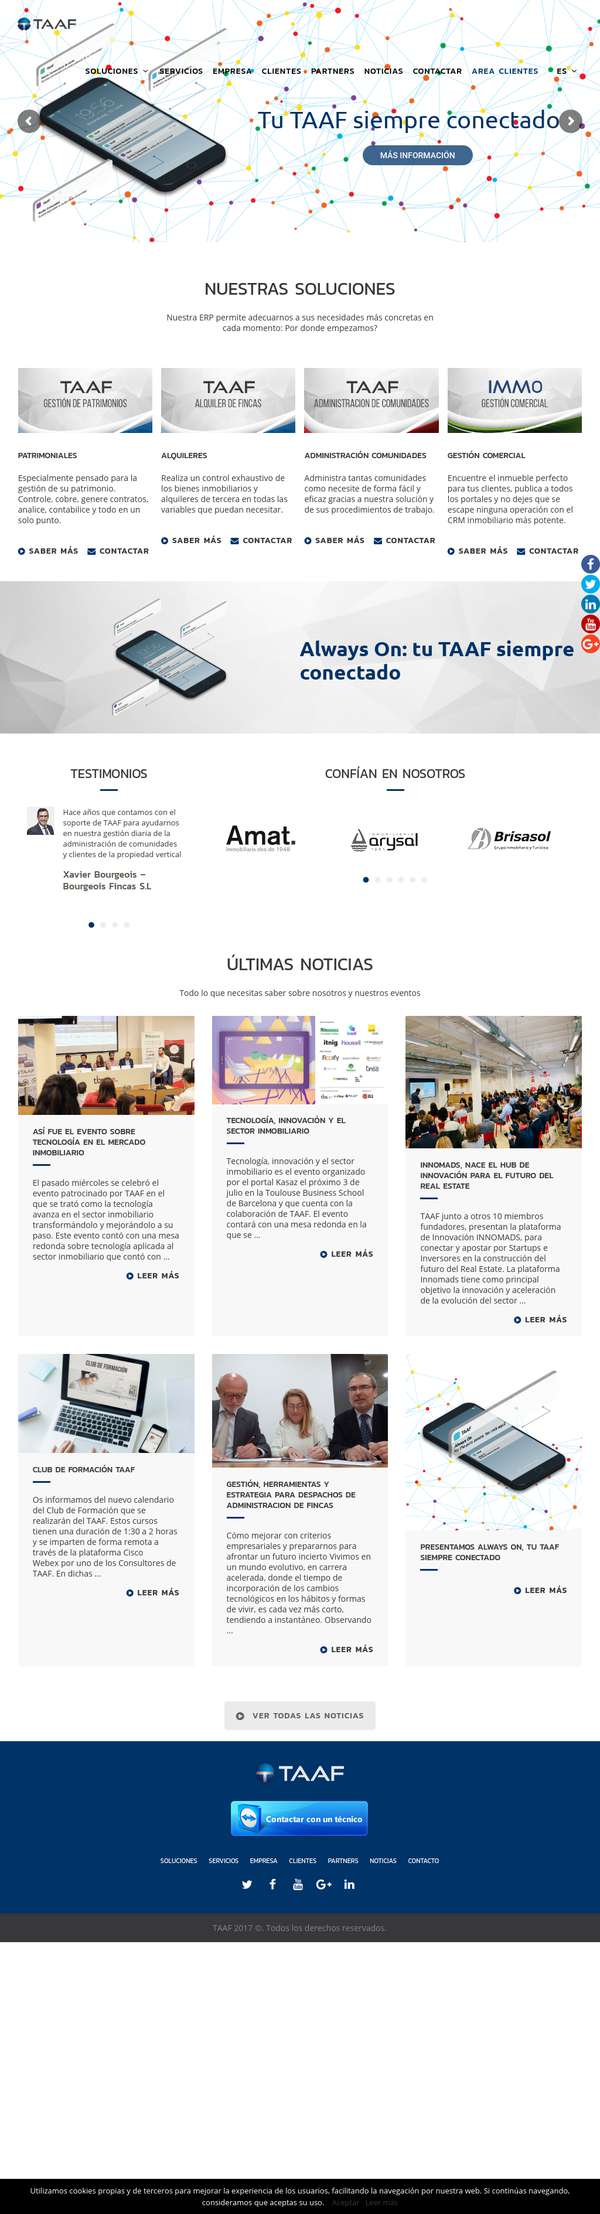 TAAF
SOLUCIONES SERVICIOS EMPRESA CLIENTES PARTNERS NOTICIAS CONTACTAR AREA CLIENTES ES
Tu TAAF siempre conectado
MÁS INFORMACIÓN
NUESTRAS SOLUCIONES
Nuestra ERP permite adecuarnos a sus necesidades más concretas en
cada momento: Por donde empezamos?
TAAF
GESTIÓN DE PATRIMONIOS
TAAF
ALQUILER DE FINCAS
TAAF
ADMINISTRACION DE COMUNIDADES
IMMO
GESTIÓN COMERCIAL
PATRIMONIALES
Especialmente pensado para la
gestión de su patrimonio.
Controle, cobre, genere contratos,
analice, contabilice y todo en un
solo punto.
SABER MÁS CONTACTAR
ALQUILERES
Realiza un control exhaustivo de
los bienes inmobiliarios y
alquileres de tercera en todas las
variables que puedan necesitar.
SABER MÁS CONTACTAR
ADMINISTRACIÓN COMUNIDADES
Administra tantas comunidades
como necesite de forma fácil y
eficaz gracias a nuestra solución y
de sus procedimientos de trabajo.
SABER MÁS CONTACTAR
GESTIÓN COMERCIAL
Encuentre el inmueble perfecto
para tus clientes, publica a todos
los portales y no dejes que se
escape ninguna operación con el
CRM inmobiliario más potente.
SABER MÁS CONTACTAR
Always On: tu TAAF siempre
conectado
TESTIMONIOS
Hace años que contamos con el
soporte de TAAF para ayudarnos
en nuestra gestión diaria de la
administración de comunidades
y clientes de la propiedad vertical
Xavier Bourgeois –
Bourgeois Fincas S.L
CONFÍAN EN NOSOTROS
Amat.
Immobiliaris des de 1948
INMOBILIARIA
arysal
Brisasol
Grupo Inmobiliario y Turístico
ÚLTIMAS NOTICIAS
Todo lo que necesitas saber sobre nosotros y nuestros eventos
ASÍ FUE EL EVENTO SOBRE
TECNOLOGÍA EN EL MERCADO
INMOBILIARIO
El pasado miércoles se celebró el
evento patrocinado por TAAF en el
que se trató como la tecnología
avanza en el sector inmobiliario
transformándolo y mejorándolo a su
paso. Este evento contó con una mesa
redonda sobre tecnología aplicada al
sector inmobiliario que contó con ...
LEER MÁS
TECNOLOGÍA, INNOVACIÓN Y EL
SECTOR INMOBILIARIO
Tecnología, innovación y el sector
inmobiliario es el evento organizado
por el portal Kasaz el próximo 3 de
julio en la Toulouse Business School
de Barcelona y que cuenta con la
colaboración de TAAF. El evento
contará con una mesa redonda en la
que se ...
LEER MÁS
INNOMADS, NACE EL HUB DE
INNOVACIÓN PARA EL FUTURO DEL
REAL ESTATE
TAAF junto a otros 10 miembros
fundadores, presentan la plataforma
de Innovación INNOMADS, para
conectar y apostar por Startups e
Inversores en la construcción del
futuro del Real Estate. La plataforma
Innomads tiene como principal
objetivo la innovación y aceleración
de la evolución del sector ...
LEER MÁS
CLUB DE FORMACIÓN
CLUB DE FORMACIÓN TAAF
Os informamos del nuevo calendario
del Club de Formación que se
realizarán del TAAF. Estos cursos
tienen una duración de 1:30 a 2 horas
y se imparten de forma remota a
través de la plataforma Cisco
Webex por uno de los Consultores de
TAAF. En dichas ...
LEER MÁS
GESTIÓN, HERRAMIENTAS Y
ESTRATEGIA PARA DESPACHOS DE
ADMINISTRACION DE FINCAS
Cómo mejorar con criterios
empresariales y prepararnos para
afrontar un futuro incierto Vivimos en
un mundo evolutivo, en carrera
acelerada, donde el tiempo de
incorporación de los cambios
tecnológicos en los hábitos y formas
de vivir, es cada vez más corto,
tendiendo a instantáneo. Observando
...
LEER MÁS
PRESENTAMOS ALWAYS ON, TU TAAF
SIEMPRE CONECTADO
LEER MÁS
VER TODAS LAS NOTICIAS
TAAF
Contactar con un técnico
SOLUCIONES SERVICIOS EMPRESA CLIENTES PARTNERS NOTICIAS CONTACTO
TAAF 2017 ©. Todos los derechos reservados.
Utilizamos cookies propias y de terceros para mejorar la experiencia de los usuarios, facilitando la navegación por nuestra web. Si continúas navegando,
consideramos que aceptas su uso. Aceptar Leer más